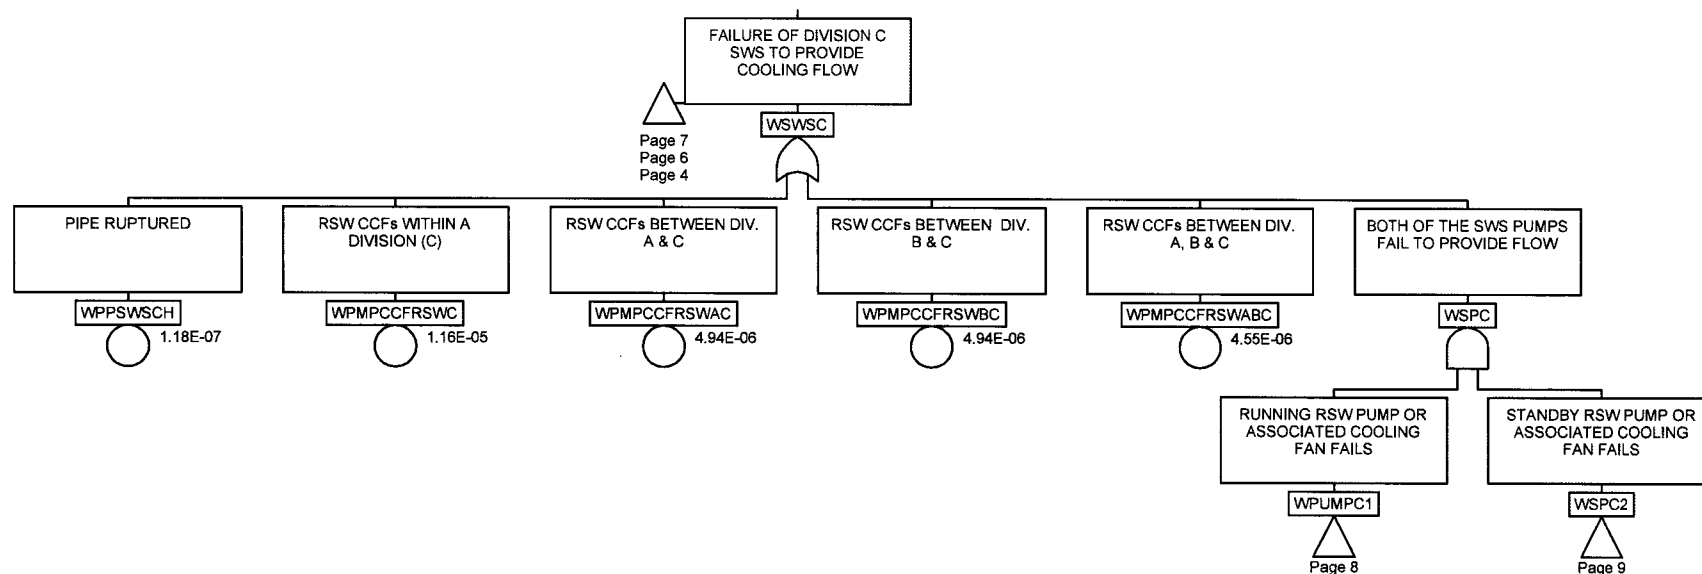 FAILURE OF DIVISION C
SWS TO PROVIDE
COOLING FLOW
WSWSC
Page 7
Page 6
Page 4
PIPE RUPTURED
WPPSWSCH
1.18E-07
RSW CCFs WITHIN A
DIVISION (C)
WPMPCCFRSWC
1.16E-05
RSW CCFs BETWEEN DIV.
A & C
WPMPCCFRSWAC
4.94E-06
RSW CCFs BETWEEN DIV.
B & C
WPMPCCFRSWBC
4.94E-06
RSW CCFs BETWEEN DIV.
A, B & C
WPMPCCFRSWABC
4.55E-06
BOTH OF THE SWS PUMPS
FAIL TO PROVIDE FLOW
WSPC
RUNNING RSW PUMP OR
ASSOCIATED COOLING
FAN FAILS
WPUMPC1
Page 8
STANDBY RSW PUMP OR
ASSOCIATED COOLING
FAN FAILS
WSPC2
Page 9